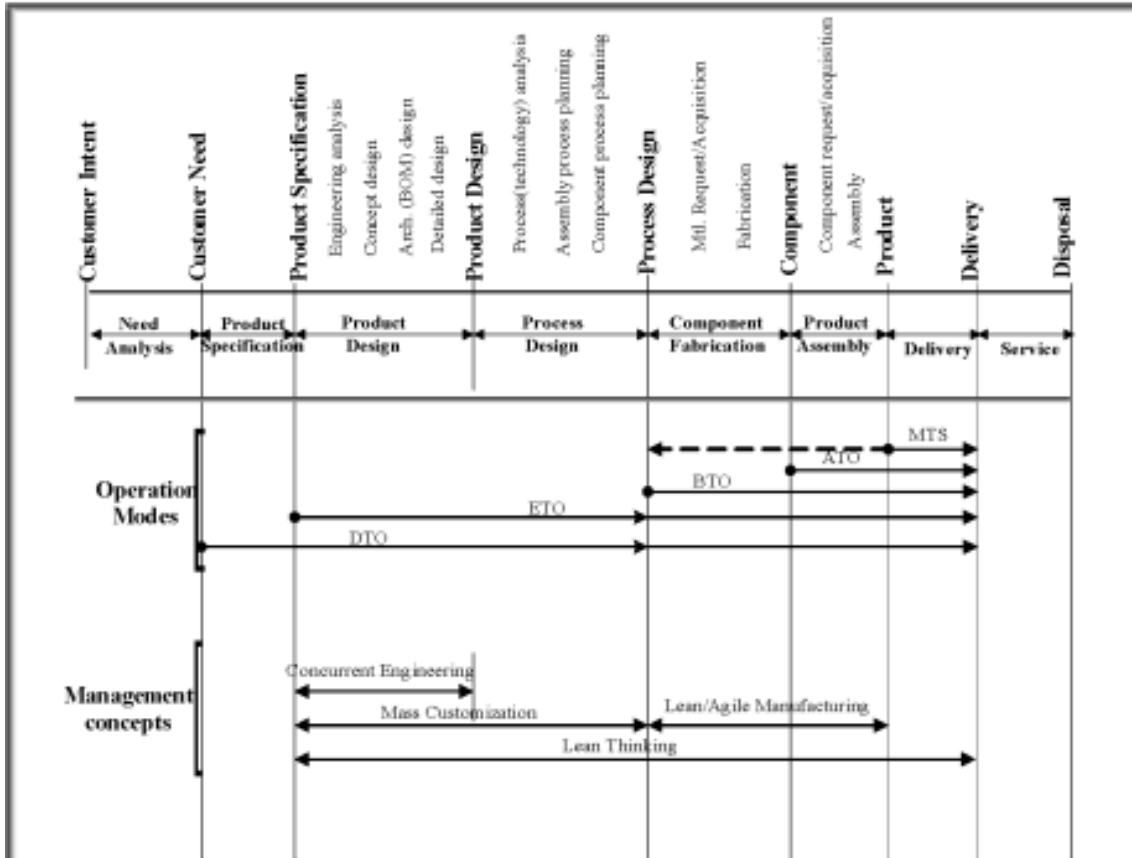 Customer Intent
Customer Need
Product Specification
Engineering analysis
Concept design
Arch. (BOM) design
Detailed design
Product Design
Process(technology) analysis
Assembly process planning
Component process planning
Process Design
Mtl. Request/Acquisition
Fabrication
Component
Component request/acquisition
Assembly
Product
Delivery
Disposal
Need
Analysis
Product
Specification
Product
Design
Process
Design
Component
Fabrication
Product
Assembly
Delivery
Service
Operation
Modes
MTS
ATO
BTO
ETO
DTO
Management
concepts
Concurrent Engineering
Mass Customization
Lean/Agile Manufacturing
Lean Thinking